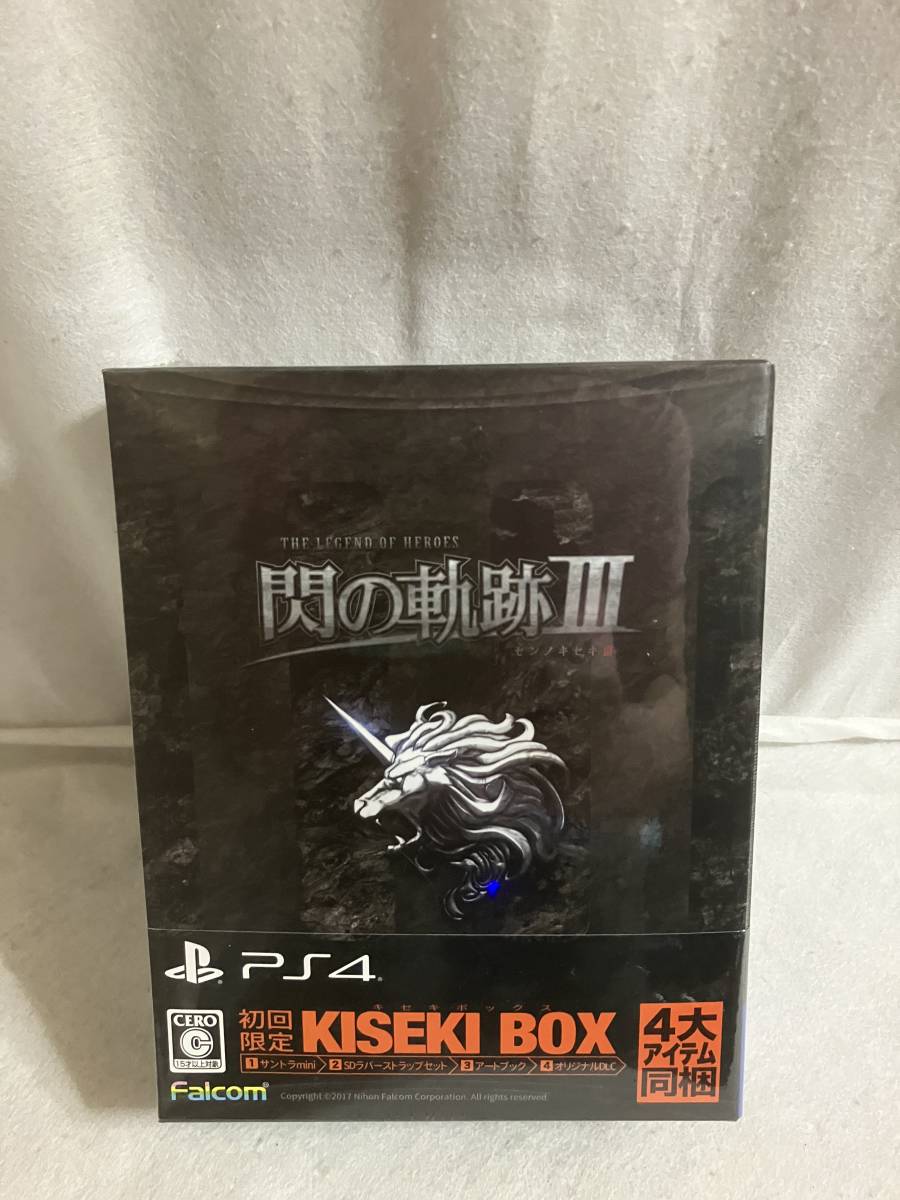 THE LEGEND OF HEROES
閃の軌跡III
センノキセキIII
PS4
キセキボックス
初回限定 KISEKI BOX
4大アイテム同梱
1 サントラmini 2 SDラバーストラップセット 3 アートブック 4 オリジナルDLC
CERO
C
15才以上対象
Falcom
Copyright ©2017 Nihon Falcom Corporation. All rights reserved